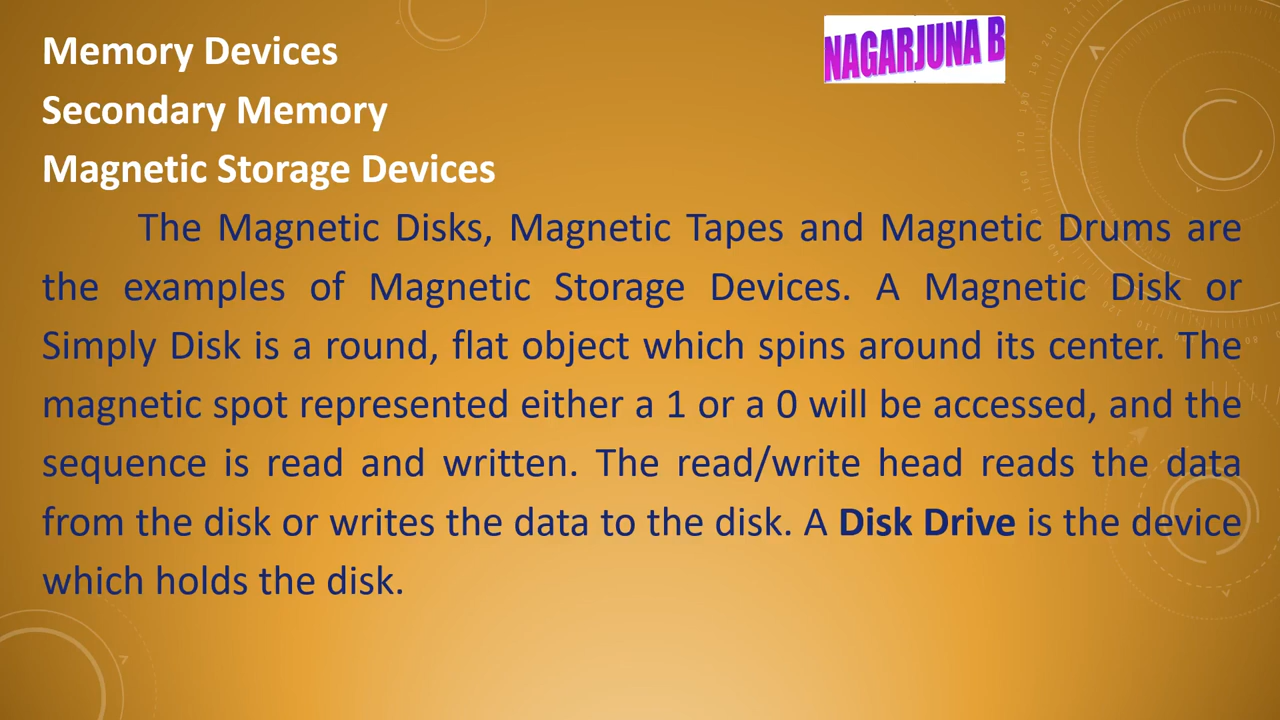 Memory Devices
NAGARJUNA B
Secondary Memory
Magnetic Storage Devices
The Magnetic Disks, Magnetic Tapes and Magnetic Drums are
the examples of Magnetic Storage Devices. A Magnetic Disk or
Simply Disk is a round, flat object which spins around its center. The
magnetic spot represented either a 1 or a 0 will be accessed, and the
sequence is read and written. The read/write head reads the data
from the disk or writes the data to the disk. A Disk Drive is the device
which holds the disk.